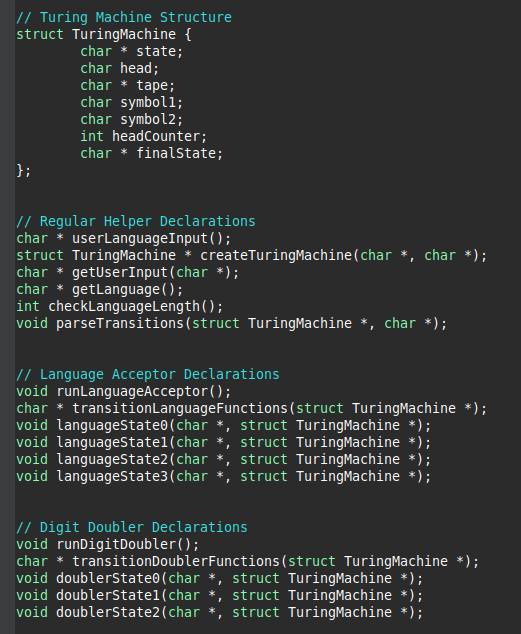 // Turing Machine Structure
struct TuringMachine {
        char * state;
        char head;
        char * tape;
        char symbol1;
        char symbol2;
        int headCounter;
        char * finalState;
};
// Regular Helper Declarations
char * userLanguageInput();
struct TuringMachine * createTuringMachine(char *, char *);
char * getUserInput(char *);
char * getLanguage();
int checkLanguageLength();
void parseTransitions(struct TuringMachine *, char *);
// Language Acceptor Declarations
void runLanguageAcceptor();
char * transitionLanguageFunctions(struct TuringMachine *);
void languageState0(char *, struct TuringMachine *);
void languageState1(char *, struct TuringMachine *);
void languageState2(char *, struct TuringMachine *);
void languageState3(char *, struct TuringMachine *);
// Digit Doubler Declarations
void runDigitDoubler();
char * transitionDoublerFunctions(struct TuringMachine *);
void doublerState0(char *, struct TuringMachine *);
void doublerState1(char *, struct TuringMachine *);
void doublerState2(char *, struct TuringMachine *);